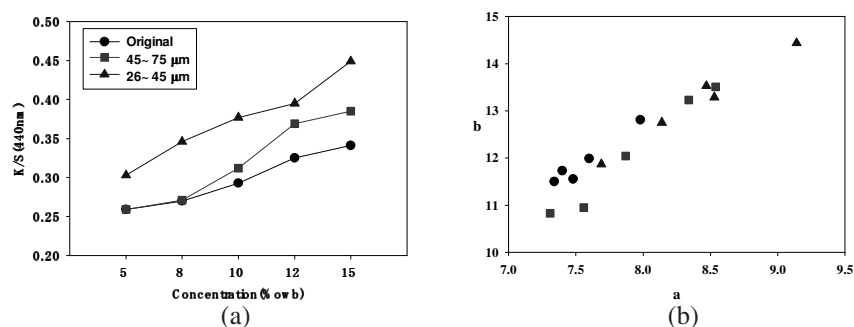 0.50
0.45
0.40
0.35
0.30
0.25
0.20
K/S(440nm)
Original
45~ 75 μm
26~ 45 μm
5 8 10 12 15
Concentration(% owb)
(a)
15
14
13
12
11
10
b
7.0 7.5 8.0 8.5 9.0 9.5
a
(b)